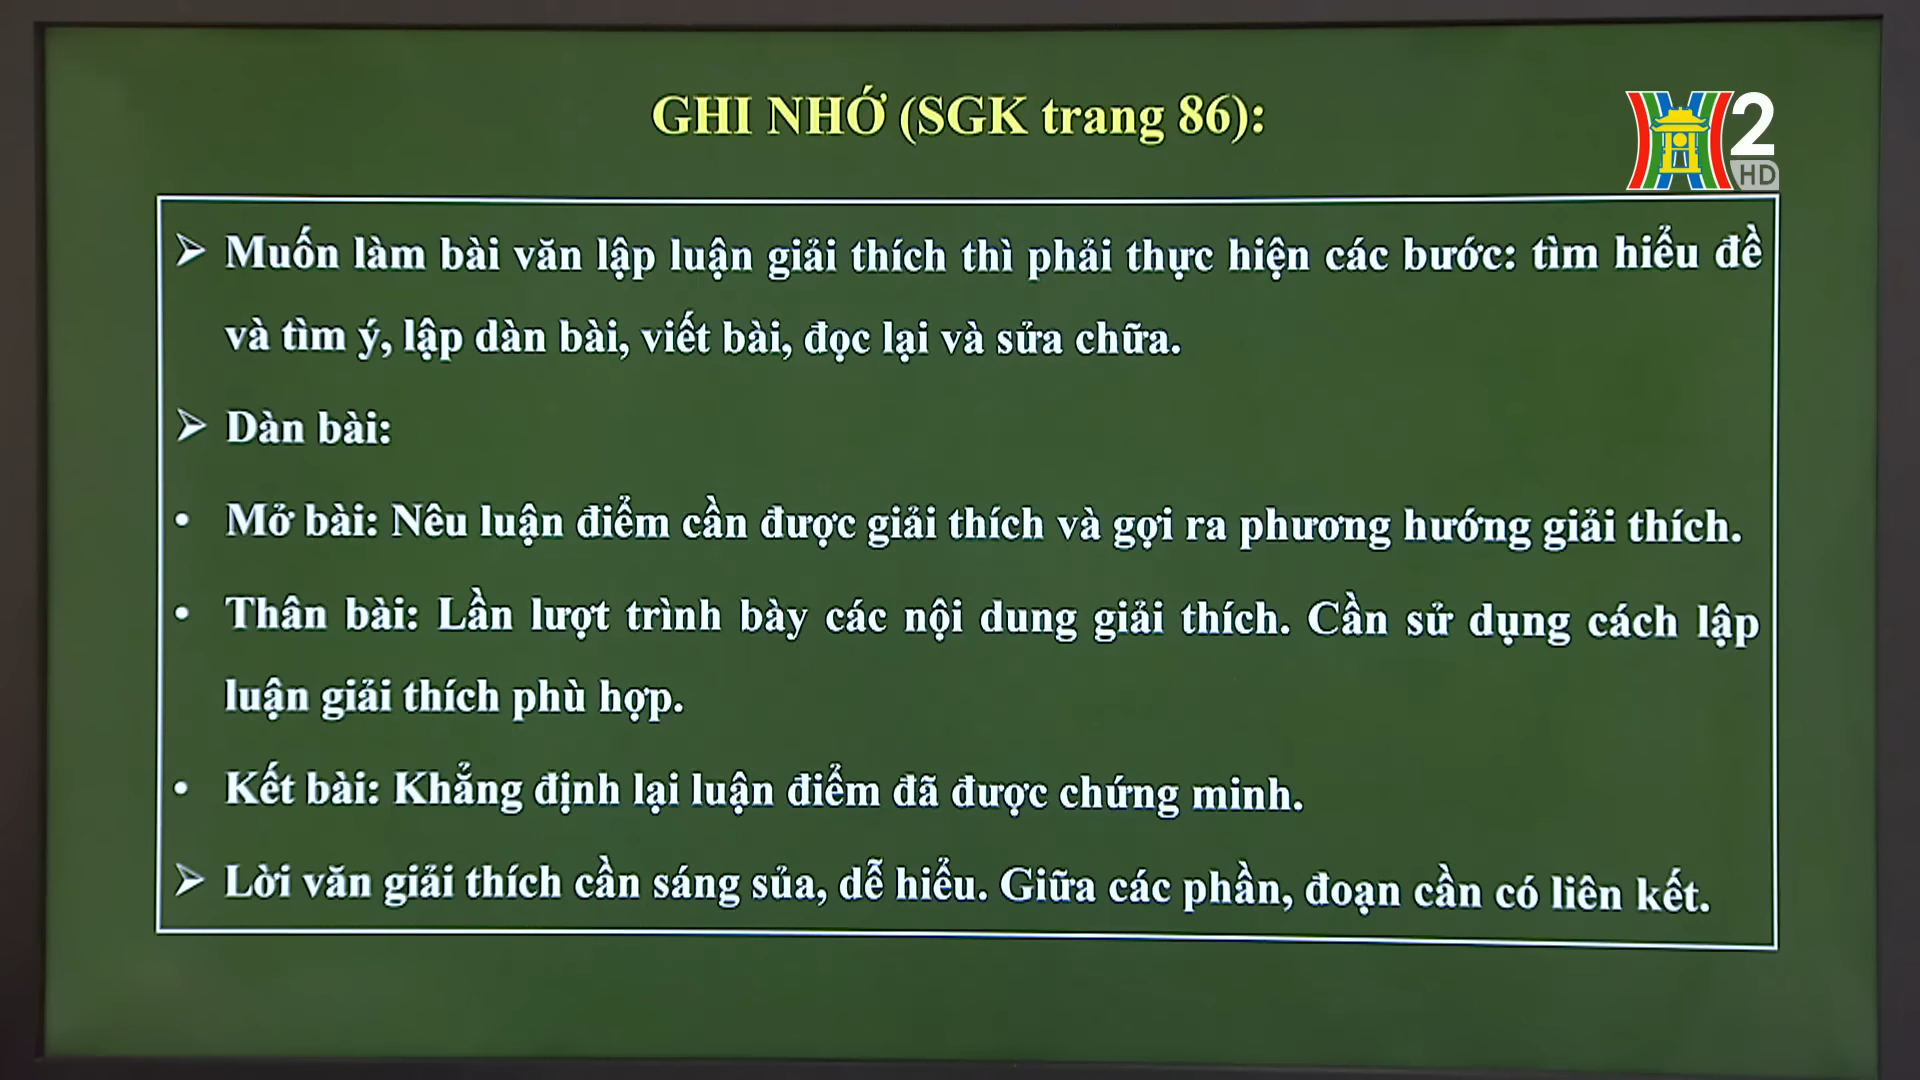 GHI NHỚ (SGK trang 86):
2
HD
➢ Muốn làm bài văn lập luận giải thích thì phải thực hiện các bước: tìm hiểu đề
và tìm ý, lập dàn bài, viết bài, đọc lại và sửa chữa.
➢ Dàn bài:
• Mở bài: Nêu luận điểm cần được giải thích và gợi ra phương hướng giải thích.
• Thân bài: Lần lượt trình bày các nội dung giải thích. Cần sử dụng cách lập
luận giải thích phù hợp.
• Kết bài: Khẳng định lại luận điểm đã được chứng minh.
➢ Lời văn giải thích cần sáng sủa, dễ hiểu. Giữa các phần, đoạn cần có liên kết.